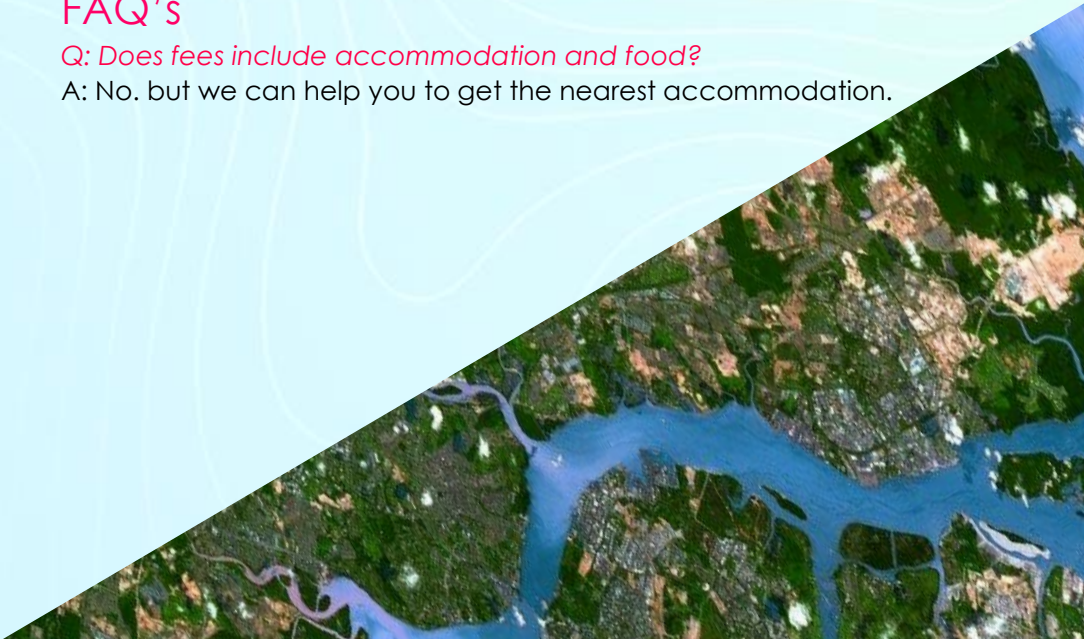 FAQ's
Q: Does fees include accommodation and food?
A: No. but we can help you to get the nearest accommodation.